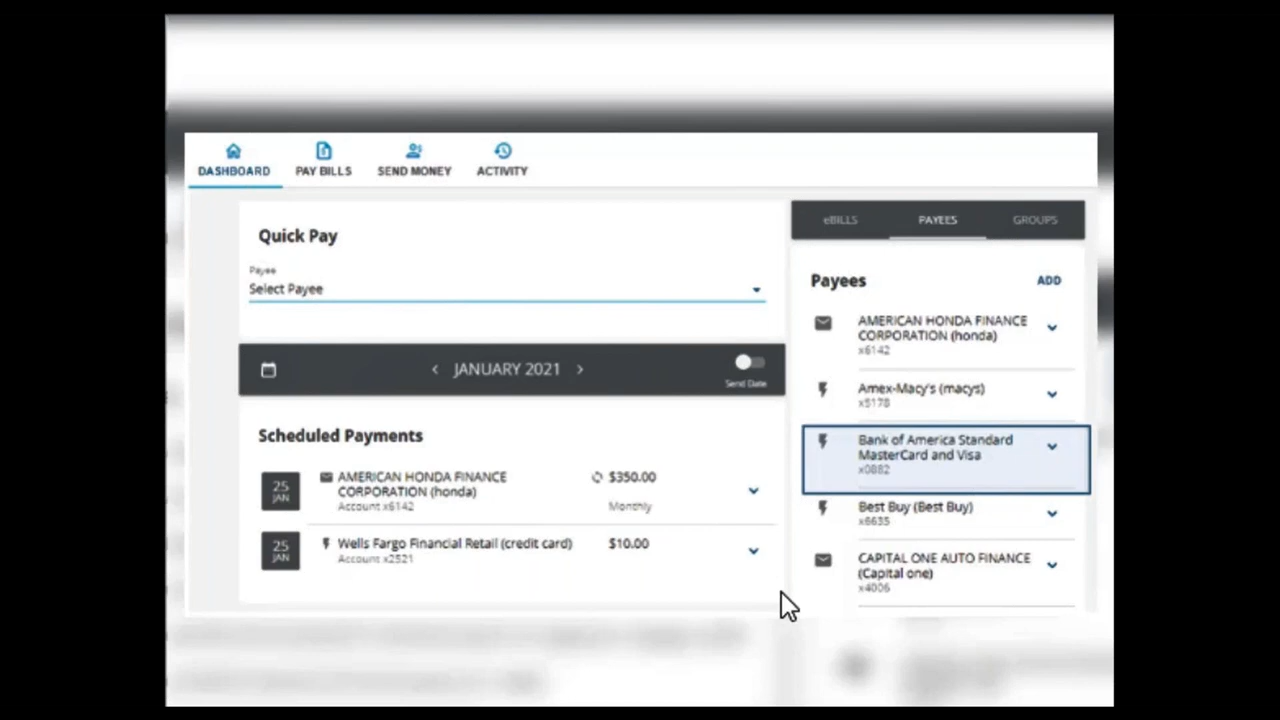 DASHBOARD
PAY BILLS
SEND MONEY
ACTIVITY
Quick Pay
Payee
Select Payee
JANUARY 2021
Send Date
Scheduled Payments
25
JAN
AMERICAN HONDA FINANCE
CORPORATION (honda)
Account x6142
$350.00
Monthly
25
JAN
Wells Fargo Financial Retail (credit card)
Account x2521
$10.00
eBILLS
PAYEES
GROUPS
Payees
ADD
AMERICAN HONDA FINANCE
CORPORATION (honda)
x6142
Amex-Macy's (macys)
x5178
Bank of America Standard
MasterCard and Visa
x0882
Best Buy (Best Buy)
x6635
CAPITAL ONE AUTO FINANCE
(Capital one)
x4006